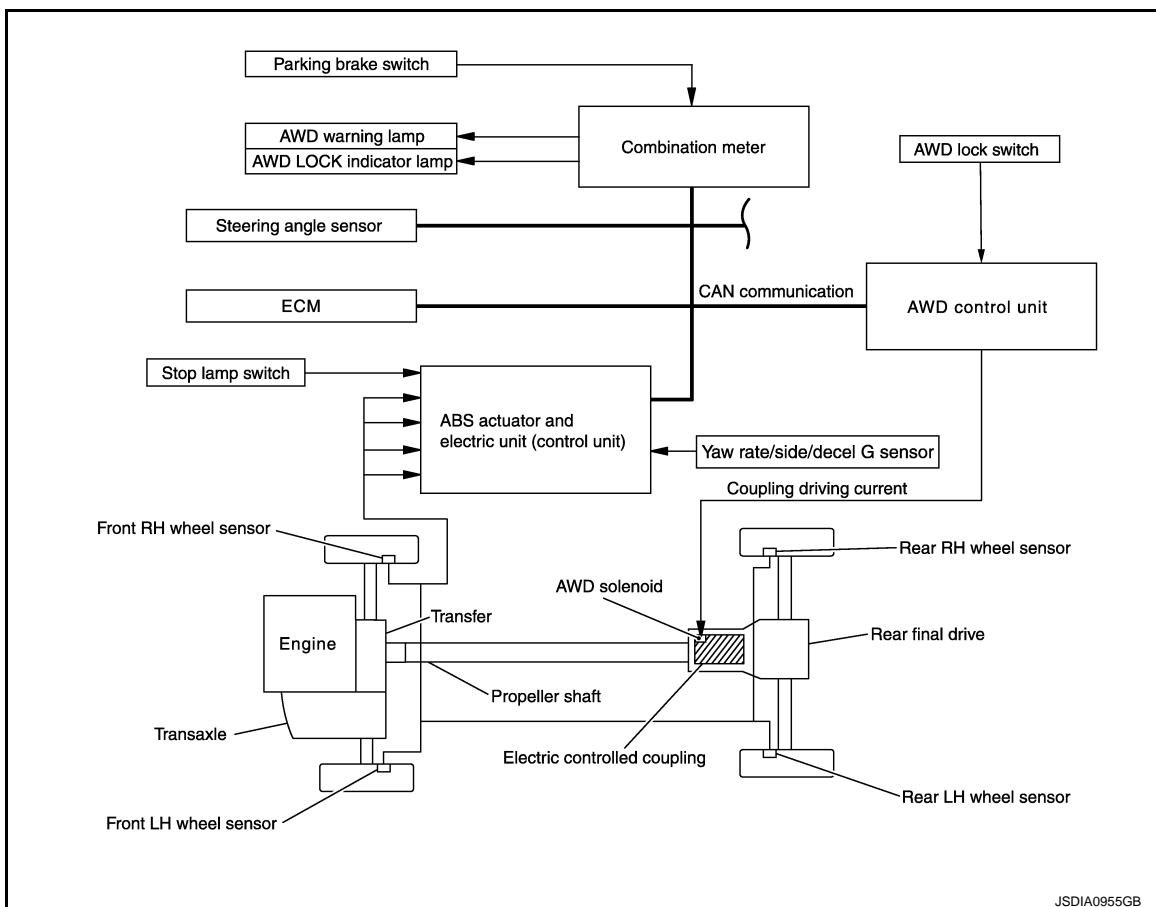 Parking brake switch
AWD warning lamp
AWD LOCK indicator lamp
Combination meter
AWD lock switch
Steering angle sensor
ECM
CAN communication
AWD control unit
Stop lamp switch
ABS actuator and
electric unit (control unit)
Yaw rate/side/decel G sensor
Coupling driving current
Front RH wheel sensor
Rear RH wheel sensor
AWD solenoid
Transfer
Engine
Rear final drive
Propeller shaft
Transaxle
Electric controlled coupling
Rear LH wheel sensor
Front LH wheel sensor
JSDIA0955GB